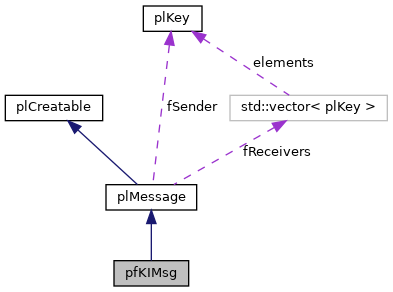 plKey
elements
plCreatable
fSender
std::vector< plKey >
fReceivers
plMessage
pfKIMsg